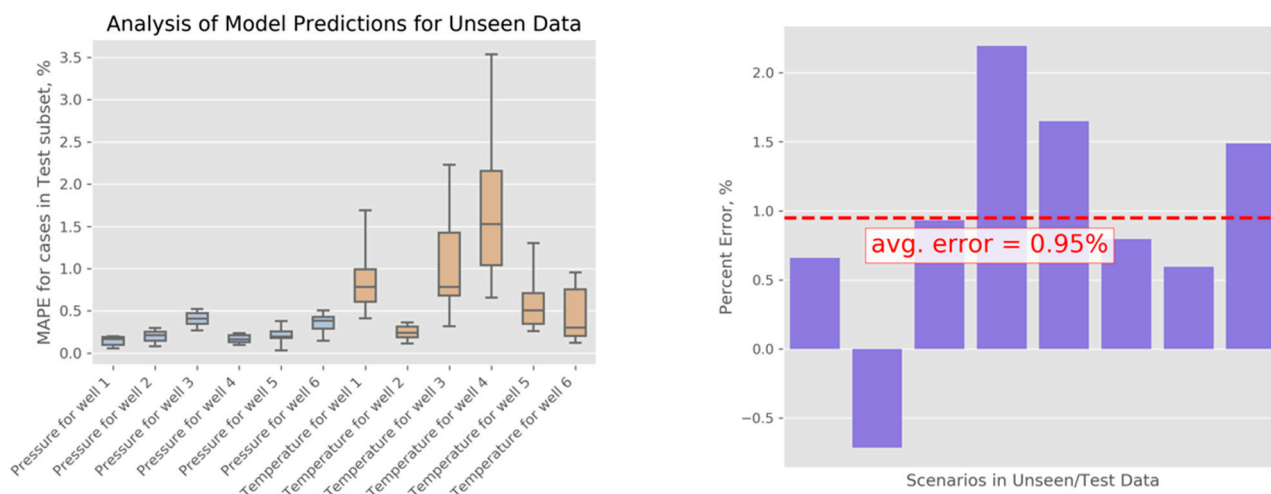 Analysis of Model Predictions for Unseen Data
MAPE for cases in Test subset, %
3.5
3.0
2.5
2.0
1.5
1.0
0.5
0.0
Pressure for well 1
Pressure for well 2
Pressure for well 3
Pressure for well 4
Pressure for well 5
Pressure for well 6
Temperature for well 1
Temperature for well 2
Temperature for well 3
Temperature for well 4
Temperature for well 5
Temperature for well 6
Percent Error, %
2.0
1.5
1.0
0.5
0.0
−0.5
avg. error = 0.95%
Scenarios in Unseen/Test Data